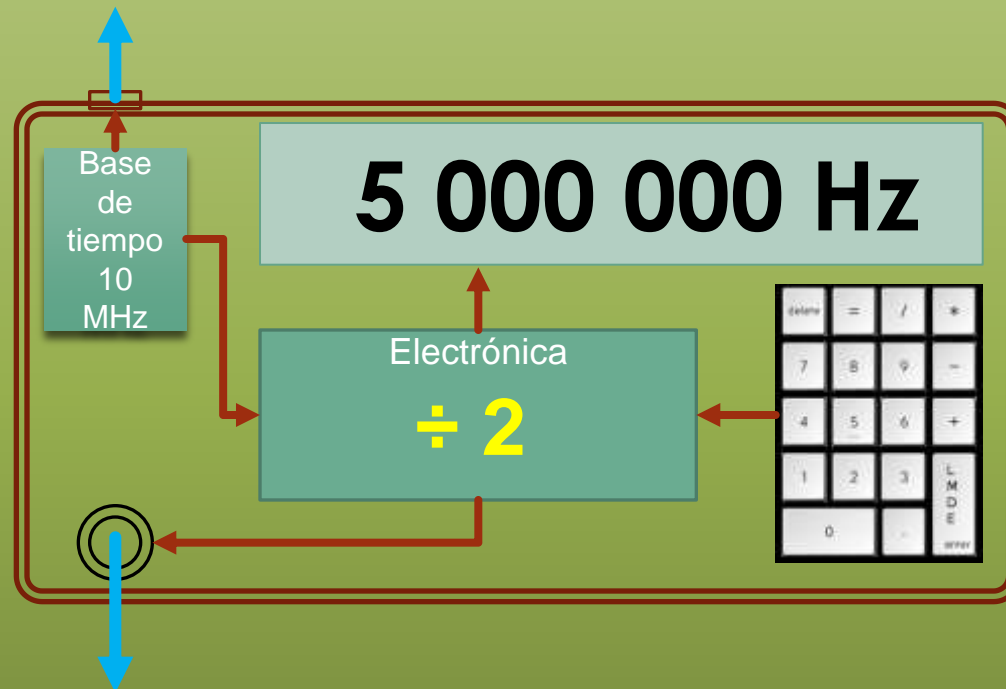 Base
de
tiempo
10
MHz
5 000 000 Hz
Electrónica
÷ 2
delete = / *
7 8 9 -
4 5 6 +
1 2 3
L
M
D
E
0 .
error